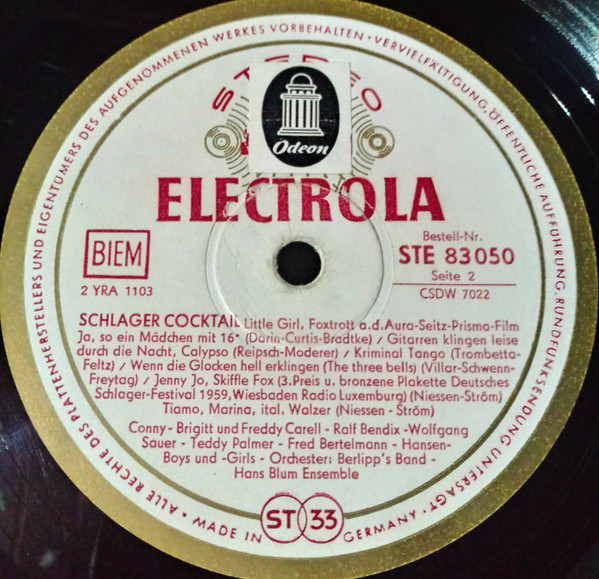 ALLE RECHTE DES PLATTENHERSTELLERS UND EIGENTÜMERS DES AUFGENOMMENEN WERKES VORBEHALTEN · VERVIELFÄLTIGUNG, ÖFFENTLICHE AUFFÜHRUNG, RUNDFUNKSENDUNG UNTERSAGT ·
STEREO
Odeon
ELECTROLA
BIEM
2 YRA 1103
Bestell-Nr.
STE 83050
Seite 2
CSDW 7022
SCHLAGER COCKTAIL Little Girl, Foxtrott a.d. Aura-Seitz-Prisma-Film
Ja, so ein Mädchen mit 16" (Darin-Curtis-Bradtke) / Gitarren klingen leise
durch die Nacht, Calypso (Reipsch-Moderer) / Kriminal Tango (Trombetta-
Feltz) / Wenn die Glocken hell erklingen (The three bells) (Villar-Schwenn-
Freytag) / Jenny Jo, Skiffle Fox (3. Preis u. bronzene Plakette Deutsches
Schlager-Festival 1959, Wiesbaden Radio Luxemburg) (Niessen-Ström)
Tiamo, Marina, ital. Walzer (Niessen - Ström)
Conny - Brigitt und Freddy Carell - Ralf Bendix - Wolfgang
Sauer - Teddy Palmer - Fred Bertelmann - Hansen-
Boys und -Girls - Orchester: Berlipp's Band -
Hans Blum Ensemble
MADE IN GERMANY
ST 33